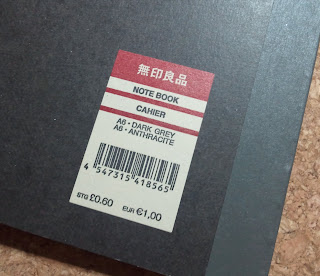 無印良品
NOTE BOOK
CAHIER
A6・DARK GREY
A6・ANTHRACITE
4 547315 418565
STG £0.60 EUR €1,00